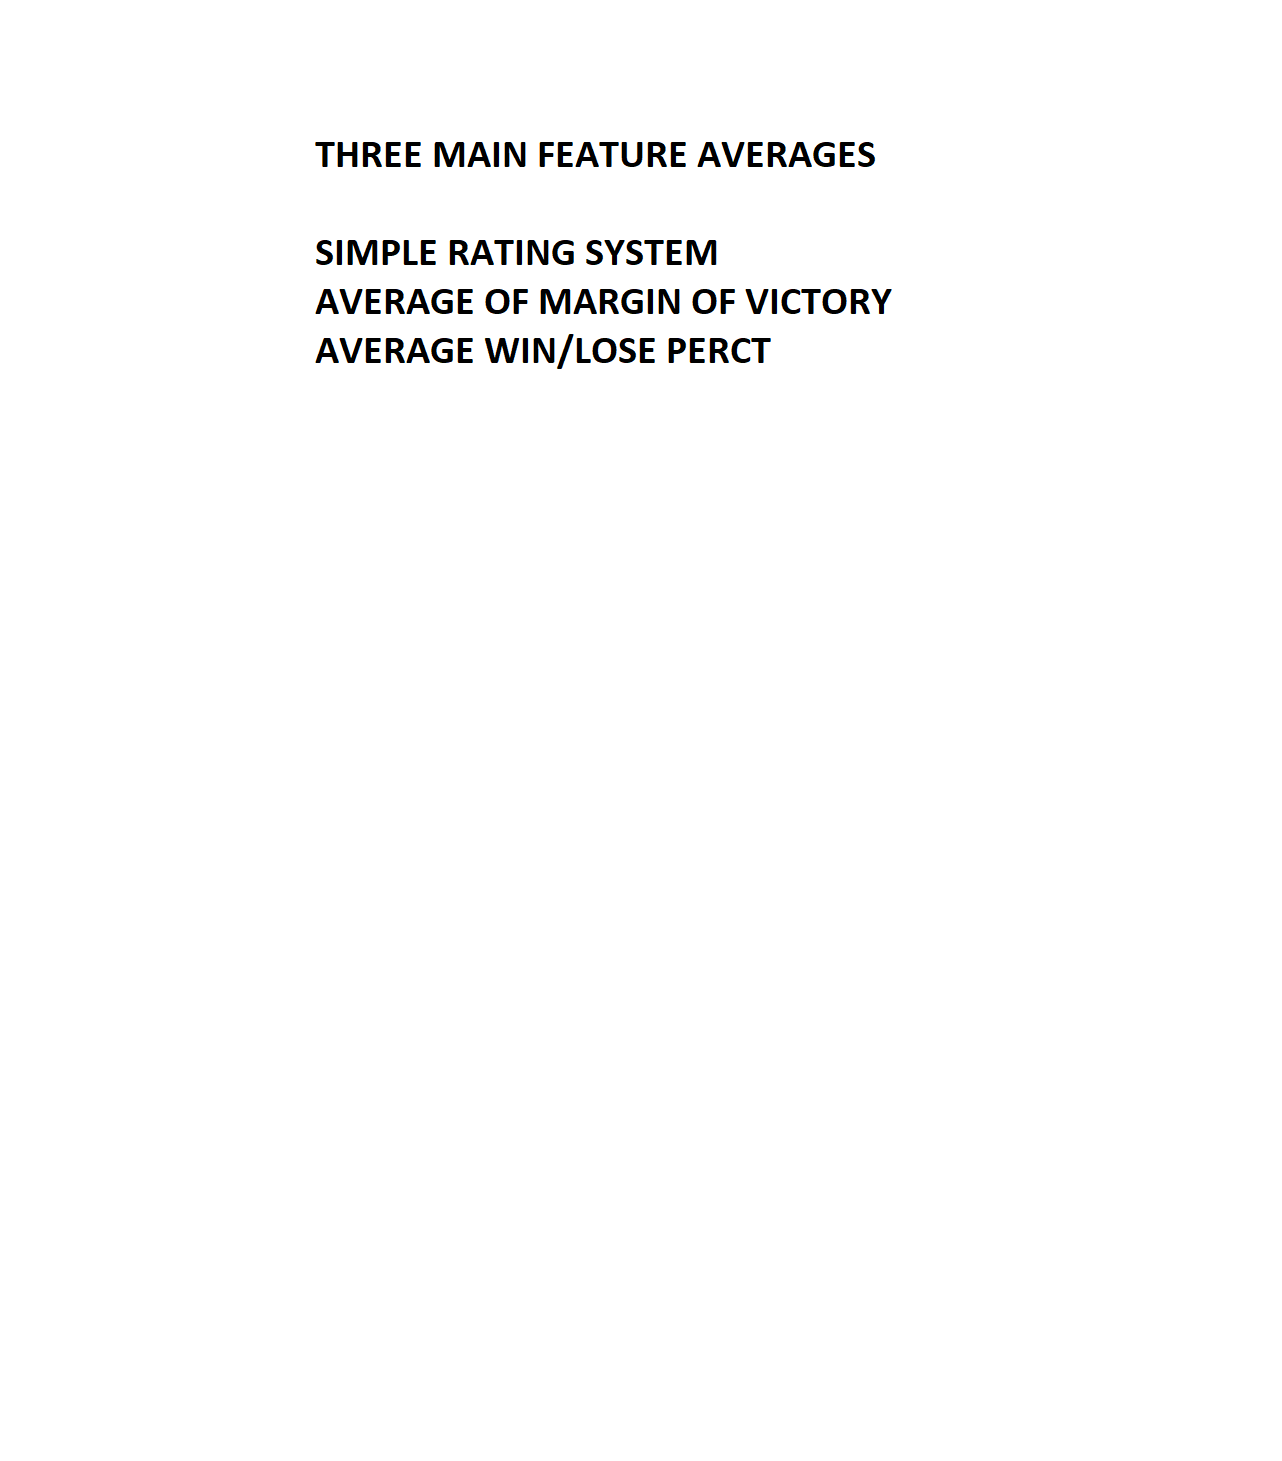 THREE MAIN FEATURE AVERAGES
SIMPLE RATING SYSTEM
AVERAGE OF MARGIN OF VICTORY
AVERAGE WIN/LOSE PERCT